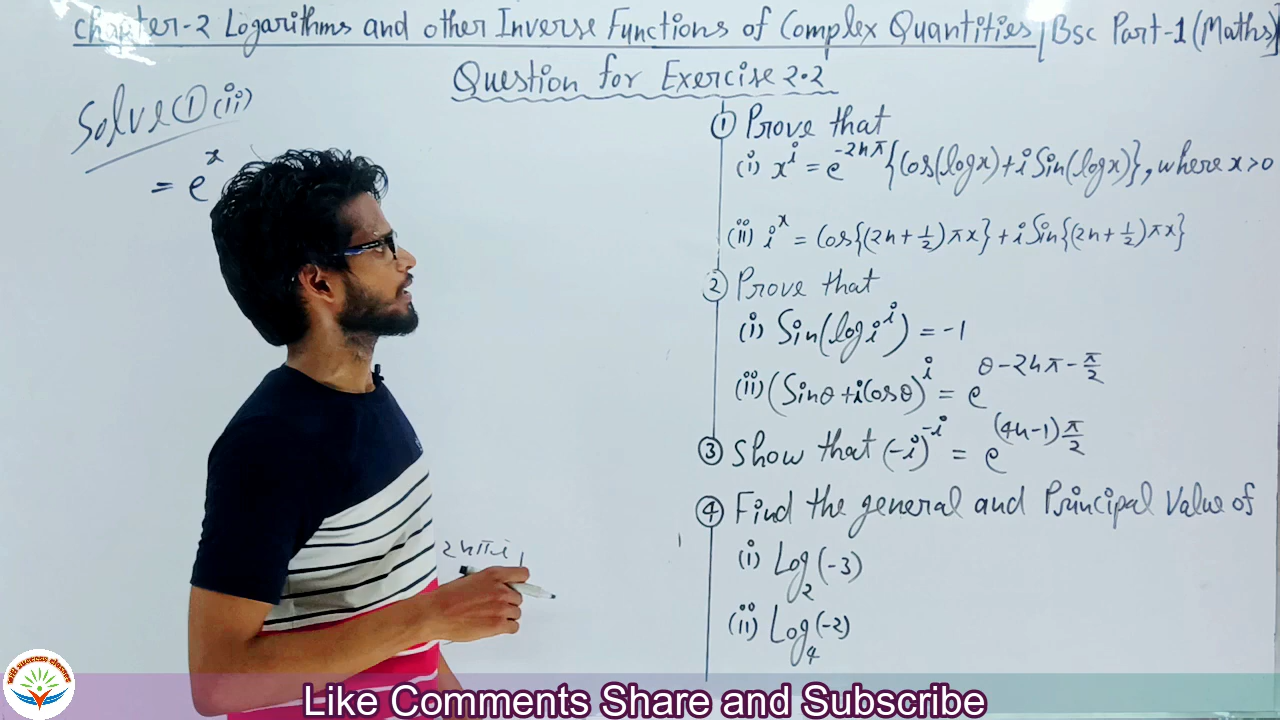 Chapter-2 Logarithms and other Inverse Functions of Complex Quantities | Bsc Part-1 (Maths)
Question for Exercise 2.2
Solve ① (ii)
= e^x
2nπi
① Prove that
(i) x^i = e^{-2nπ} {Cos(logx) + i Sin(logx)}, where x>0
(ii) i^x = Cos{(2n+1/2)πx} + i Sin{(2n+1/2)πx}
② Prove that
(i) Sin(log i^i) = -1
(ii) (Sinθ + iCosθ)^i = e^{θ-2nπ-π/2}
③ Show that (-i)^{-i} = e^{(4n-1)π/2}
④ Find the general and Principal Value of
(i) Log_2(-3)
(ii) Log_4(-2)
Like Comments Share and Subscribe